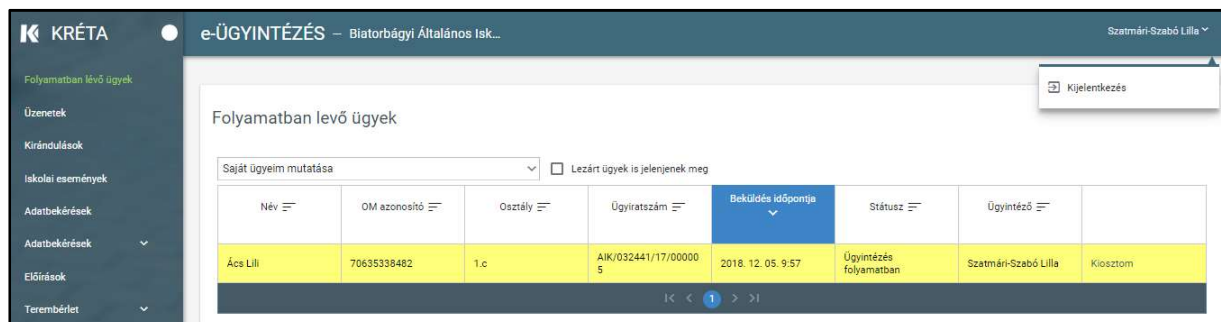 KRÉTA
e-ÜGYINTÉZÉS – Biatorbágyi Általános Isk...
Szatmári-Szabó Lilla
Kijelentkezés
Folyamatban lévő ügyek
Üzenetek
Kirándulások
Iskolai események
Adatbekérések
Adatbekérések
Előírások
Terembérlet
Folyamatban levő ügyek
Saját ügyeim mutatása
Lezárt ügyek is jelenjenek meg
Név OM azonosító Osztály Ügyiratszám Beküldés időpontja Státusz Ügyintéző
Ács Lili 70635338482 1.c AIK/032441/17/00000 2018. 12. 05. 9:57 Ügyintézés Szatmári-Szabó Lilla Kiosztom
5 folyamatban
1